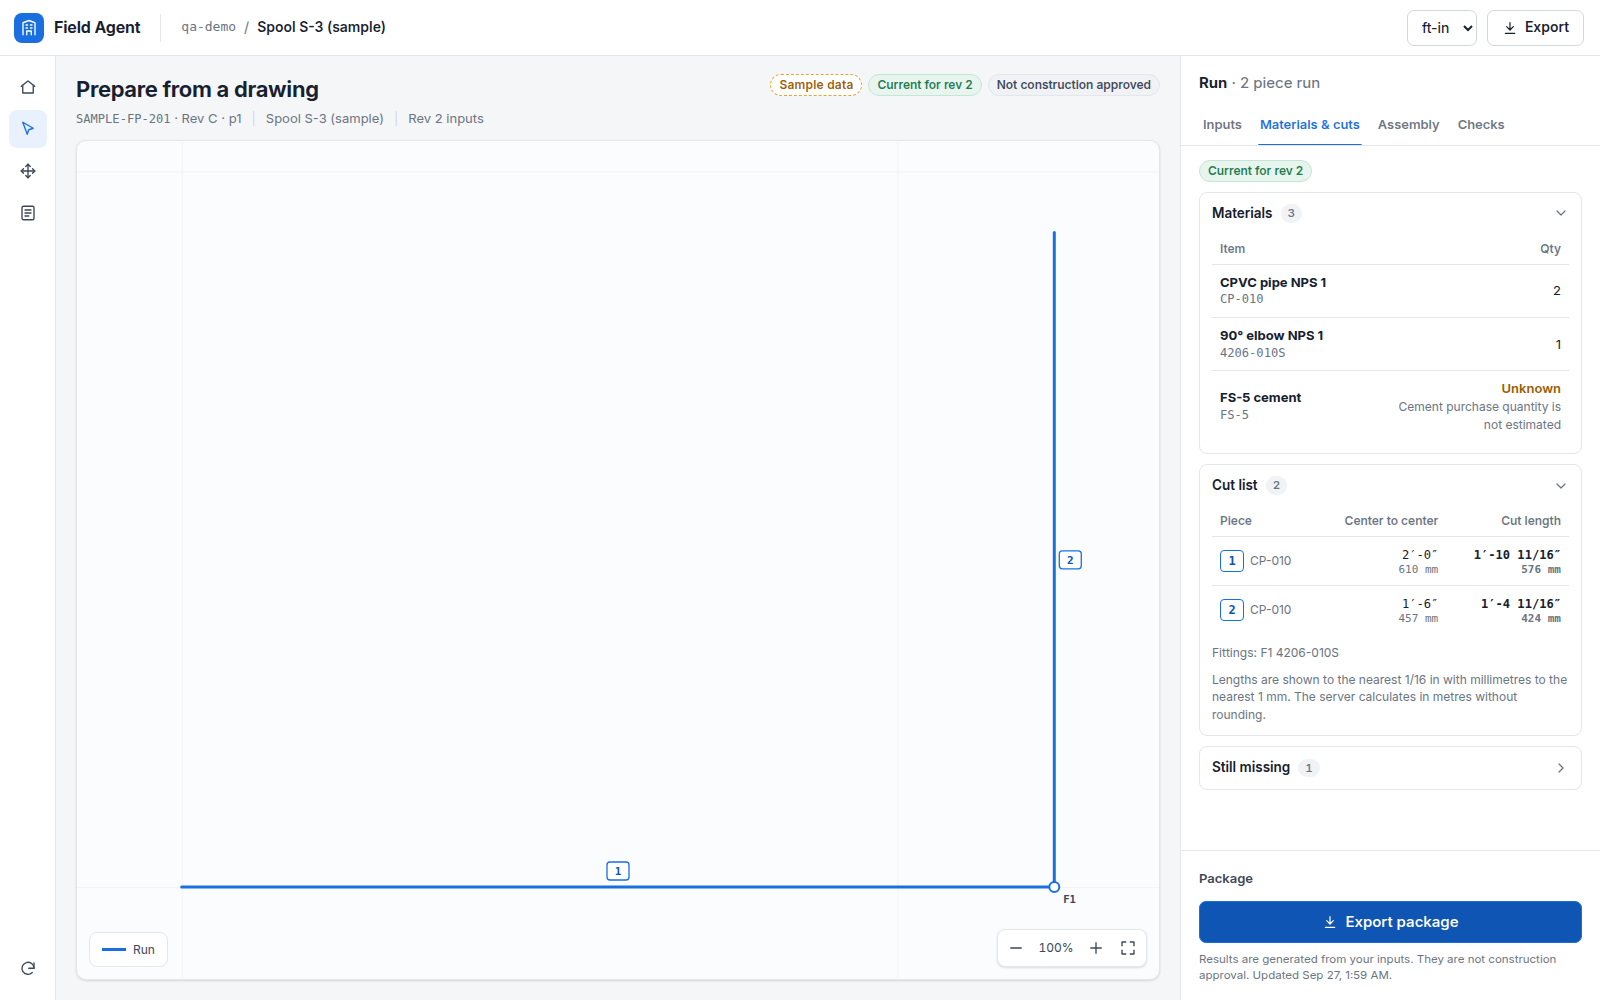 Field Agent
qa-demo / Spool S-3 (sample)
ft-in
Export
Prepare from a drawing
Sample data
Current for rev 2
Not construction approved
SAMPLE-FP-201 · Rev C · p1
Spool S-3 (sample)
Rev 2 inputs
2
1
F1
Run
100%
Run · 2 piece run
Inputs
Materials & cuts
Assembly
Checks
Current for rev 2
Materials 3
Item Qty
CPVC pipe NPS 1
CP-010
2
90° elbow NPS 1
4206-010S
1
FS-5 cement
FS-5
Unknown
Cement purchase quantity is
not estimated
Cut list 2
Piece Center to center Cut length
1 CP-010 2′-0″ 1′-10 11/16″
610 mm 576 mm
2 CP-010 1′-6″ 1′-4 11/16″
457 mm 424 mm
Fittings: F1 4206-010S
Lengths are shown to the nearest 1/16 in with millimetres to the
nearest 1 mm. The server calculates in metres without
rounding.
Still missing 1
Package
Export package
Results are generated from your inputs. They are not construction
approval. Updated Sep 27, 1:59 AM.